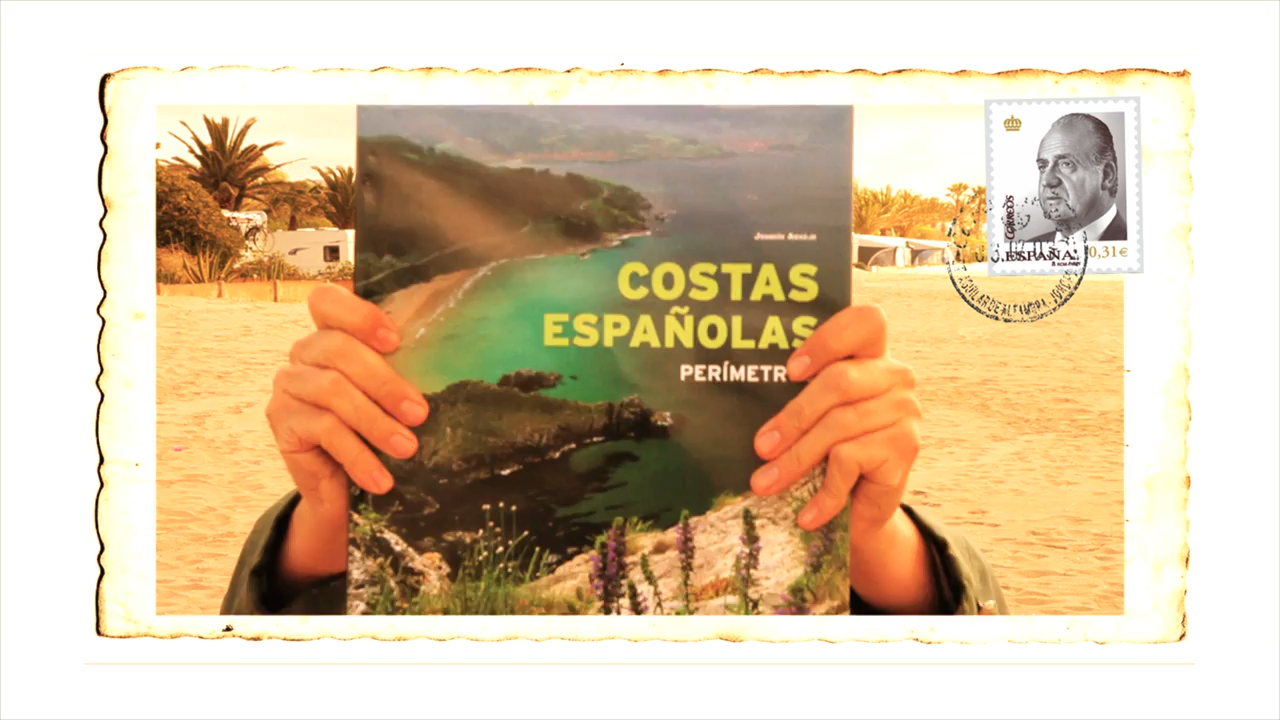 Joaquín Araújo
COSTAS
ESPAÑOLAS
PERÍMETR
CORREOS
ESPAÑA
0,31€